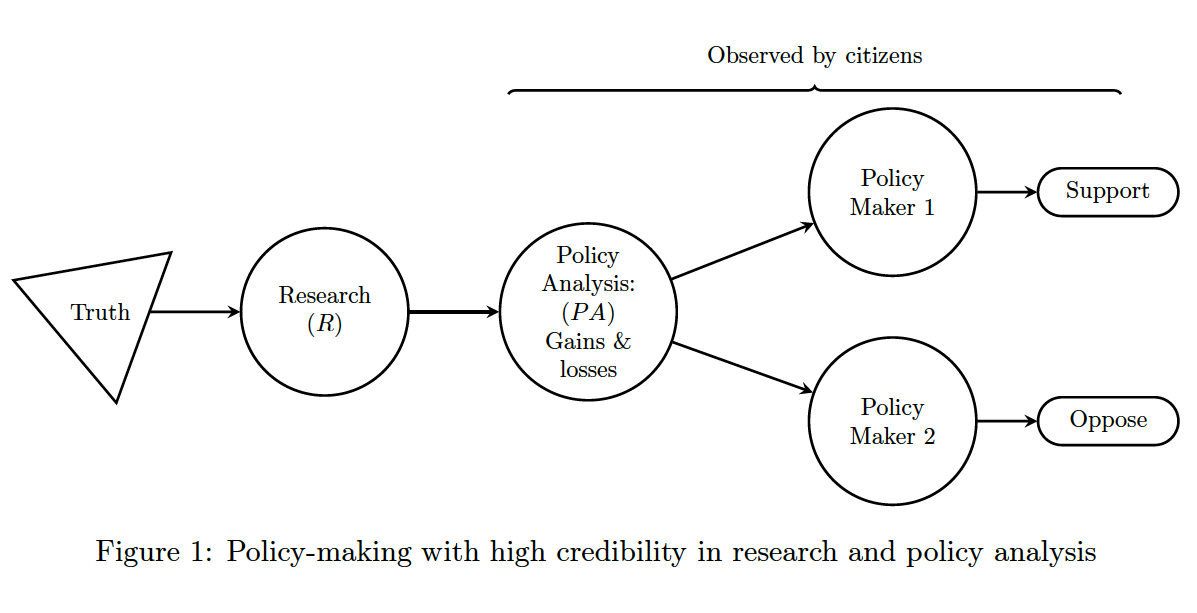 Observed by citizens
Policy
Maker 1
Support
Truth
Research
(R)
Policy
Analysis:
(PA)
Gains &
losses
Policy
Maker 2
Oppose
Figure 1: Policy-making with high credibility in research and policy analysis